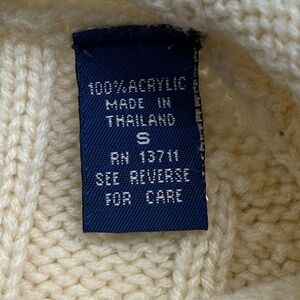 100% ACRYLIC
MADE IN
THAILAND
S
RN 13711
SEE REVERSE
FOR CARE